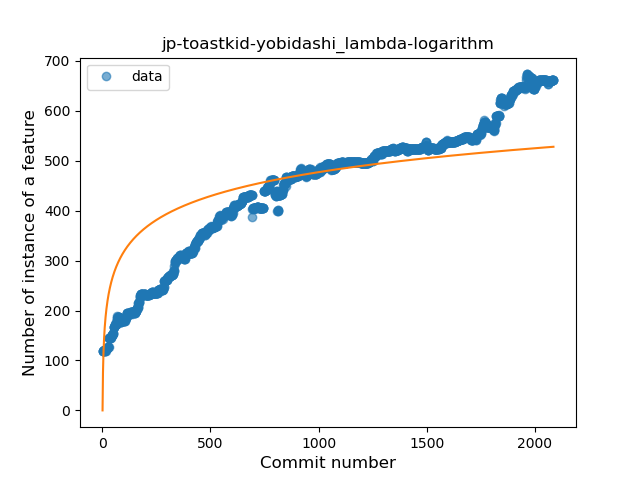 jp-toastkid-yobidashi_lambda-logarithm
data
Number of instance of a feature
700
600
500
400
300
200
100
0
0 500 1000 1500 2000
Commit number